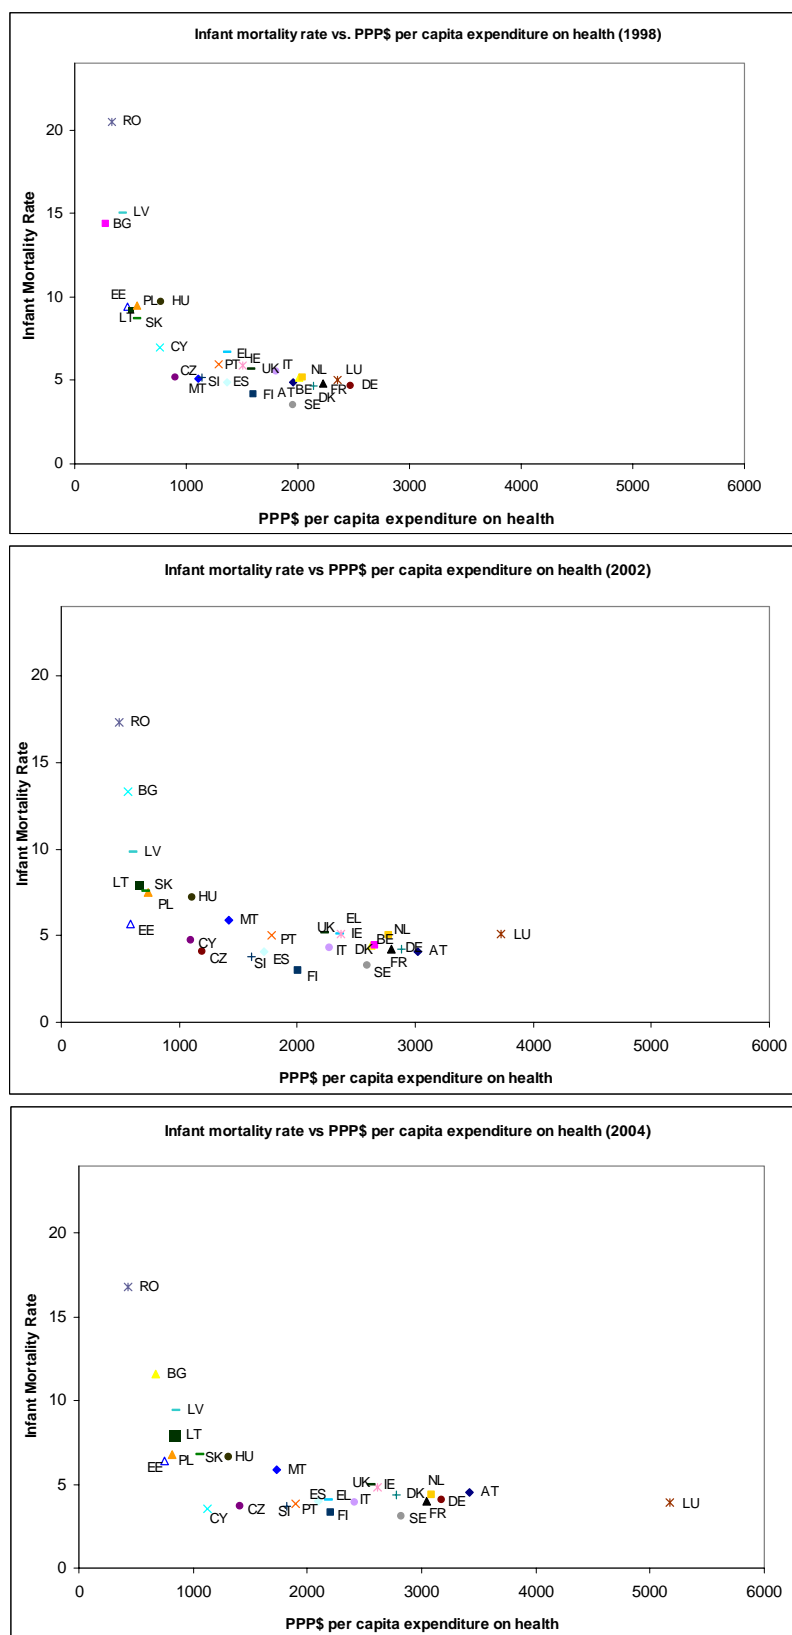 Infant mortality rate vs. PPP$ per capita expenditure on health (1998)
Infant Mortality Rate
20
15
10
5
0
RO
LV
BG
EE
PL HU
LT
SK
CY
EL
IE
PT
UK IT
NL LU
CZ
SI ES
MT
FI AT BE FR DE
DK
SE
1000 2000 3000 4000 5000 6000
PPP$ per capita expenditure on health
Infant mortality rate vs PPP$ per capita expenditure on health (2002)
Infant Mortality Rate
20
15
10
5
0
RO
BG
LV
LT SK
PL HU
EE
MT
EL
UK IE
PT
BE NL
LU
CY
CZ
SI ES
IT DK DE AT
FR
FI
SE
0 1000 2000 3000 4000 5000 6000
PPP$ per capita expenditure on health
Infant mortality rate vs PPP$ per capita expenditure on health (2004)
Infant Mortality Rate
20
15
10
5
0
RO
BG
LV
LT
EE PL SK HU
MT
UK IE NL
ES EL IT DK DE AT
LU
CY CZ SI PT FI SE FR
0 1000 2000 3000 4000 5000 6000
PPP$ per capita expenditure on health